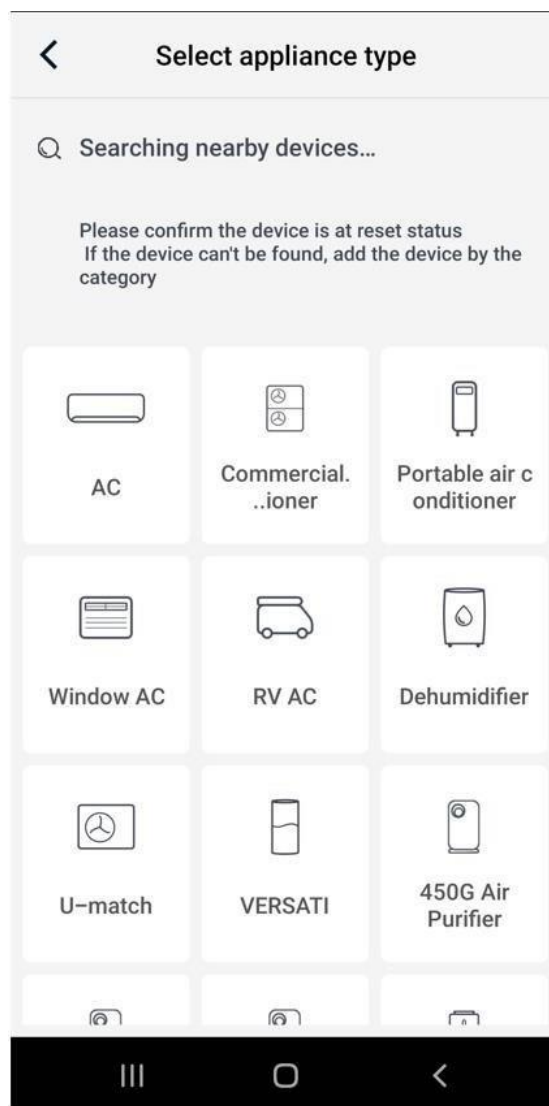 Select appliance type
Searching nearby devices...
Please confirm the device is at reset status
If the device can't be found, add the device by the
category
AC
Commercial.
..ioner
Portable air c
onditioner
Window AC
RV AC
Dehumidifier
U-match
VERSATI
450G Air
Purifier